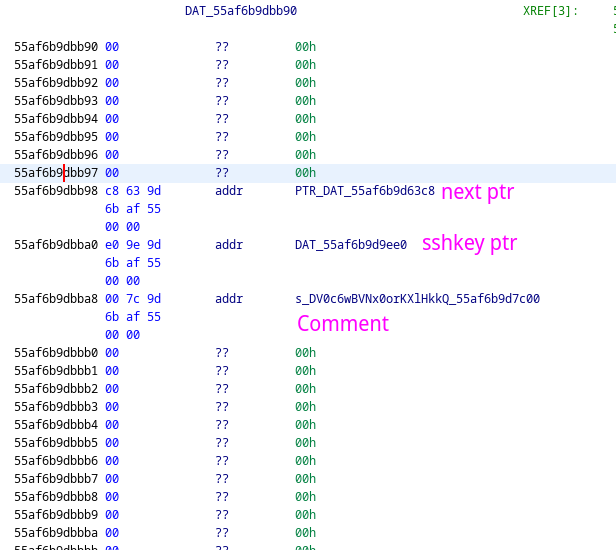 DAT_55af6b9dbb90 XREF[3]: 5
5
55af6b9dbb90 00 ?? 00h
55af6b9dbb91 00 ?? 00h
55af6b9dbb92 00 ?? 00h
55af6b9dbb93 00 ?? 00h
55af6b9dbb94 00 ?? 00h
55af6b9dbb95 00 ?? 00h
55af6b9dbb96 00 ?? 00h
55af6b9dbb97 00 ?? 00h
55af6b9dbb98 c8 63 9d addr PTR_DAT_55af6b9d63c8 next ptr
6b af 55
00 00
55af6b9dbba0 e0 9e 9d addr DAT_55af6b9d9ee0 sshkey ptr
6b af 55
00 00
55af6b9dbba8 00 7c 9d addr s_DV0c6wBVNx0orKXlHkkQ_55af6b9d7c00
6b af 55 Comment
00 00
55af6b9dbbb0 00 ?? 00h
55af6b9dbbb1 00 ?? 00h
55af6b9dbbb2 00 ?? 00h
55af6b9dbbb3 00 ?? 00h
55af6b9dbbb4 00 ?? 00h
55af6b9dbbb5 00 ?? 00h
55af6b9dbbb6 00 ?? 00h
55af6b9dbbb7 00 ?? 00h
55af6b9dbbb8 00 ?? 00h
55af6b9dbbb9 00 ?? 00h
55af6b9dbbba 00 ?? 00h
55af6b9dbbbb 00 ?? 00h